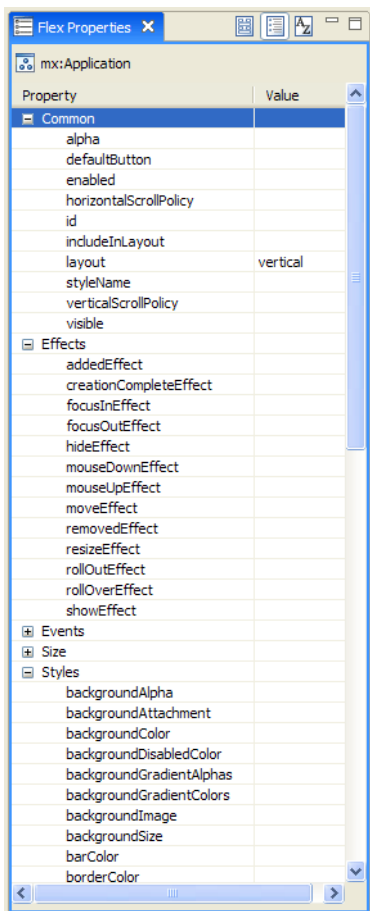 Flex Properties
mx:Application
Property Value
Common
alpha
defaultButton
enabled
horizontalScrollPolicy
id
includeInLayout
layout vertical
styleName
verticalScrollPolicy
visible
Effects
addedEffect
creationCompleteEffect
focusInEffect
focusOutEffect
hideEffect
mouseDownEffect
mouseUpEffect
moveEffect
removedEffect
resizeEffect
rollOutEffect
rollOverEffect
showEffect
Events
Size
Styles
backgroundAlpha
backgroundAttachment
backgroundColor
backgroundDisabledColor
backgroundGradientAlphas
backgroundGradientColors
backgroundImage
backgroundSize
barColor
borderColor